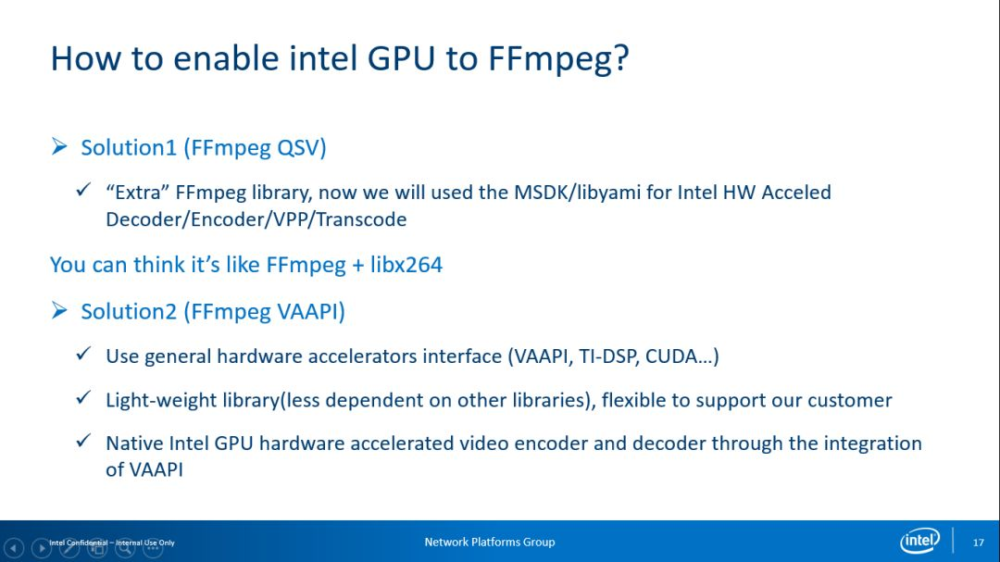 How to enable intel GPU to FFmpeg?
➢ Solution1 (FFmpeg QSV)
✓ “Extra” FFmpeg library, now we will used the MSDK/libyami for Intel HW Acceled
Decoder/Encoder/VPP/Transcode
You can think it’s like FFmpeg + libx264
➢ Solution2 (FFmpeg VAAPI)
✓ Use general hardware accelerators interface (VAAPI, TI-DSP, CUDA…)
✓ Light-weight library(less dependent on other libraries), flexible to support our customer
✓ Native Intel GPU hardware accelerated video encoder and decoder through the integration
of VAAPI
Intel Confidential – Internal Use Only
Network Platforms Group
intel
17